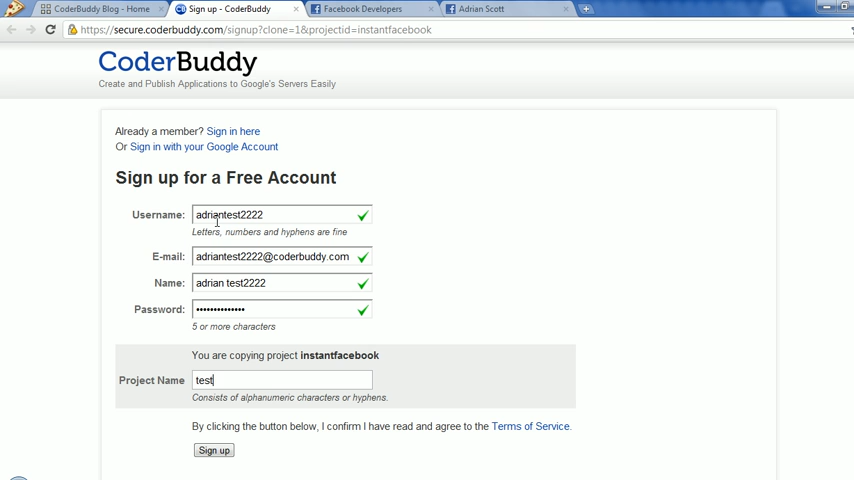 CoderBuddy Blog - Home
Sign up - CoderBuddy
Facebook Developers
Adrian Scott
https://secure.coderbuddy.com/signup?clone=1&projectid=instantfacebook
CoderBuddy
Create and Publish Applications to Google's Servers Easily
Already a member? Sign in here
Or Sign in with your Google Account
Sign up for a Free Account
Username: adriantest2222
Letters, numbers and hyphens are fine
E-mail: adriantest2222@coderbuddy.com
Name: adrian test2222
Password: ••••••••••••••
5 or more characters
You are copying project instantfacebook
Project Name test
Consists of alphanumeric characters or hyphens.
By clicking the button below, I confirm I have read and agree to the Terms of Service.
Sign up